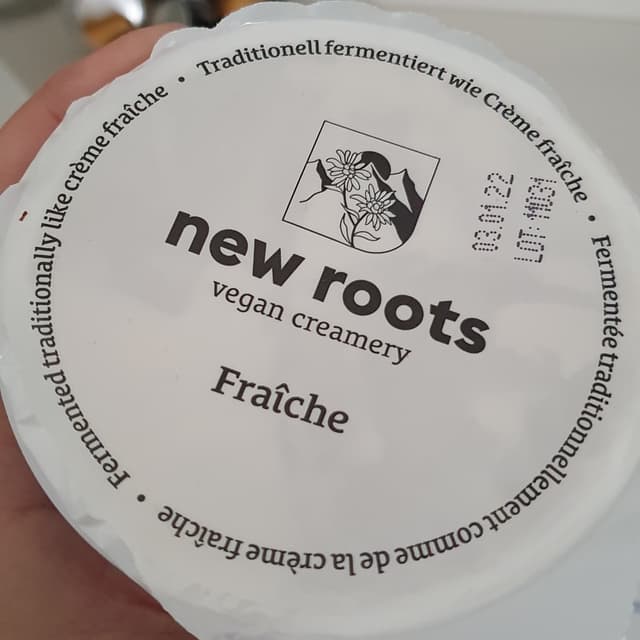 Traditionell fermentiert wie Crème fraîche •
Fermentée traditionnellement comme de la crème fraîche •
Fermented traditionally like crème fraîche •
03.01.22
LOT: 11031
new roots
vegan creamery
Fraîche